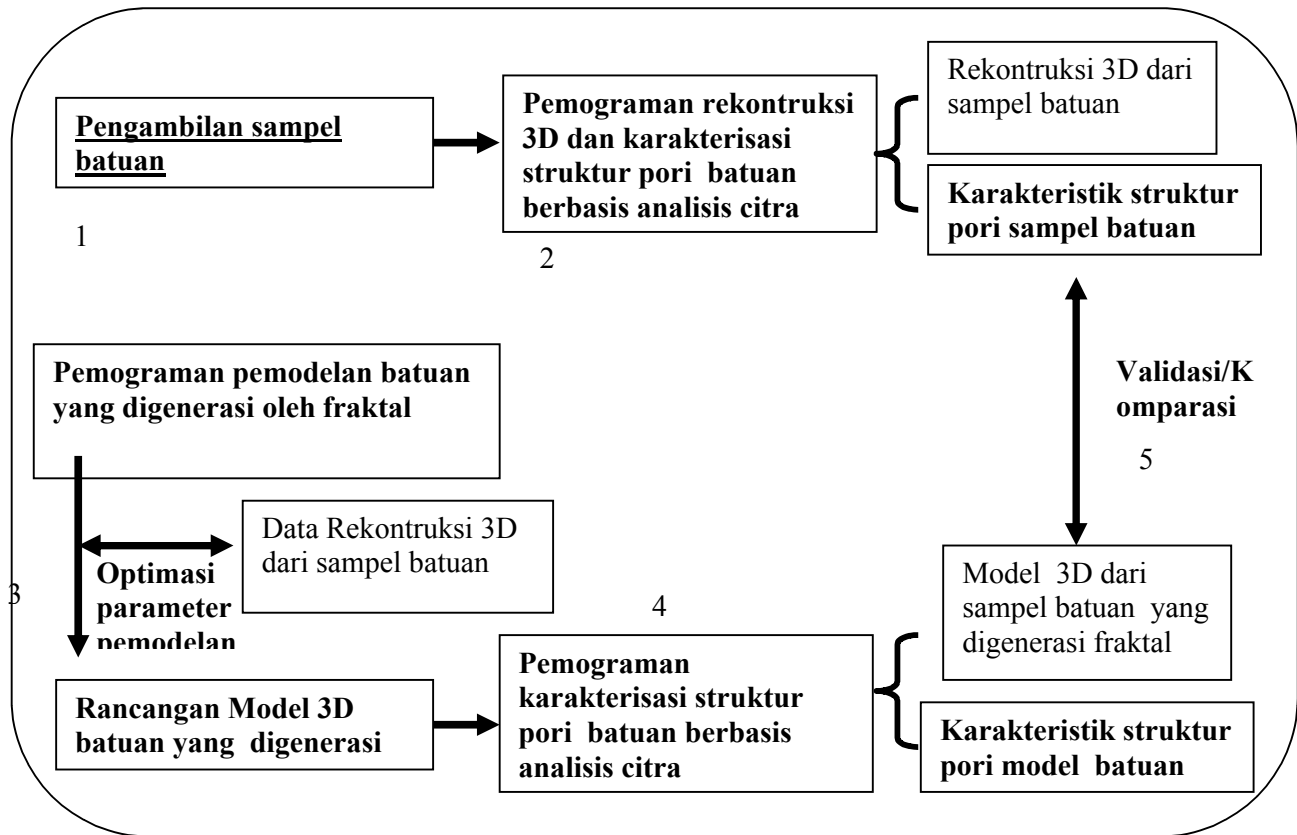 Pengambilan sampel
batuan
1
Pemograman rekontruksi
3D dan karakterisasi
struktur pori batuan
berbasis analisis citra
2
Rekontruksi 3D dari
sampel batuan
Karakteristik struktur
pori sampel batuan
Pemograman pemodelan batuan
yang digenerasi oleh fraktal
Validasi/K
omparasi
5
Data Rekontruksi 3D
dari sampel batuan
Optimasi
parameter
pemodelan
3
Rancangan Model 3D
batuan yang digenerasi
4
Pemograman
karakterisasi struktur
pori batuan berbasis
analisis citra
Model 3D dari
sampel batuan yang
digenerasi fraktal
Karakteristik struktur
pori model batuan